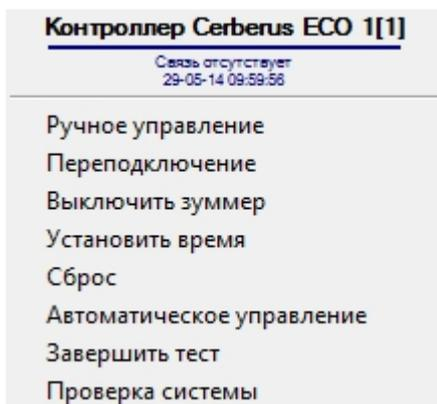 Контроллер Cerberus ECO 1[1]
Связь отсутствует
29-05-14 09:59:56
Ручное управление
Переподключение
Выключить зуммер
Установить время
Сброс
Автоматическое управление
Завершить тест
Проверка системы